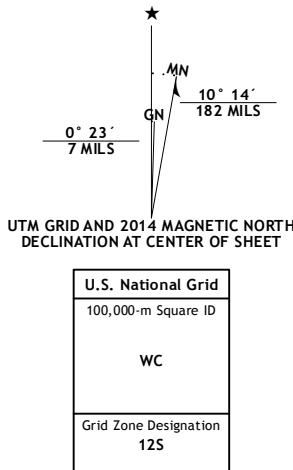 MN
10° 14´
182 MILS
GN
0° 23´
7 MILS
UTM GRID AND 2014 MAGNETIC NORTH
DECLINATION AT CENTER OF SHEET
U.S. National Grid
100,000-m Square ID
WC
Grid Zone Designation
12S